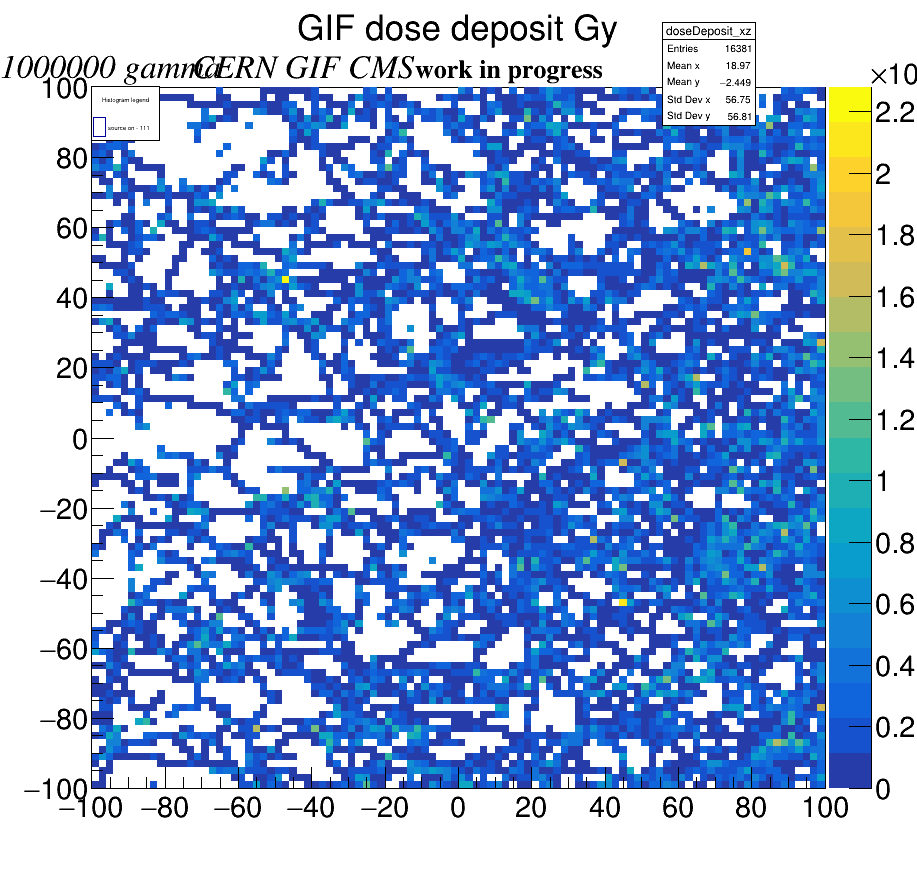 GIF dose deposit Gy
1000000 gamma CERN GIF CMS work in progress
doseDeposit_xz
Entries 16381
Mean x 18.97
Mean y −2.449
Std Dev x 56.75
Std Dev y 56.81
×10
Histogram legend
source on - 111
100
80
60
40
20
0
−20
−40
−60
−80
−100
−100 −80 −60 −40 −20 0 20 40 60 80 100
2.2
2
1.8
1.6
1.4
1.2
1
0.8
0.6
0.4
0.2
0